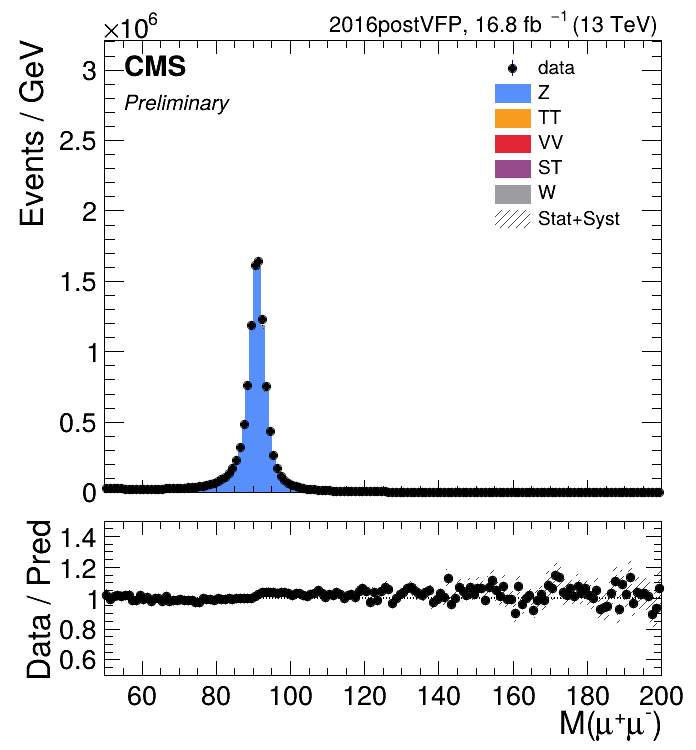 ×10⁶
2016postVFP, 16.8 fb ⁻¹ (13 TeV)
CMS
Preliminary
data
Z
TT
VV
ST
W
Stat+Syst
Events / GeV
3
2.5
2
1.5
1
0.5
0
Data / Pred
1.4
1.2
1
0.8
0.6
60 80 100 120 140 160 180 200
M(μ⁺μ⁻)